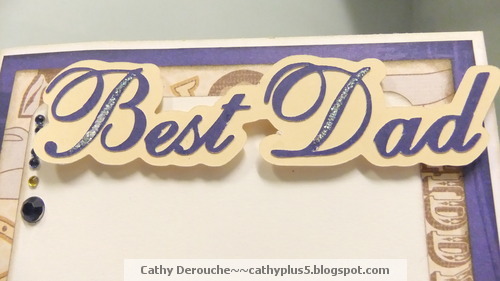 Best Dad
Cathy Derouche~~cathyplus5.blogspot.com